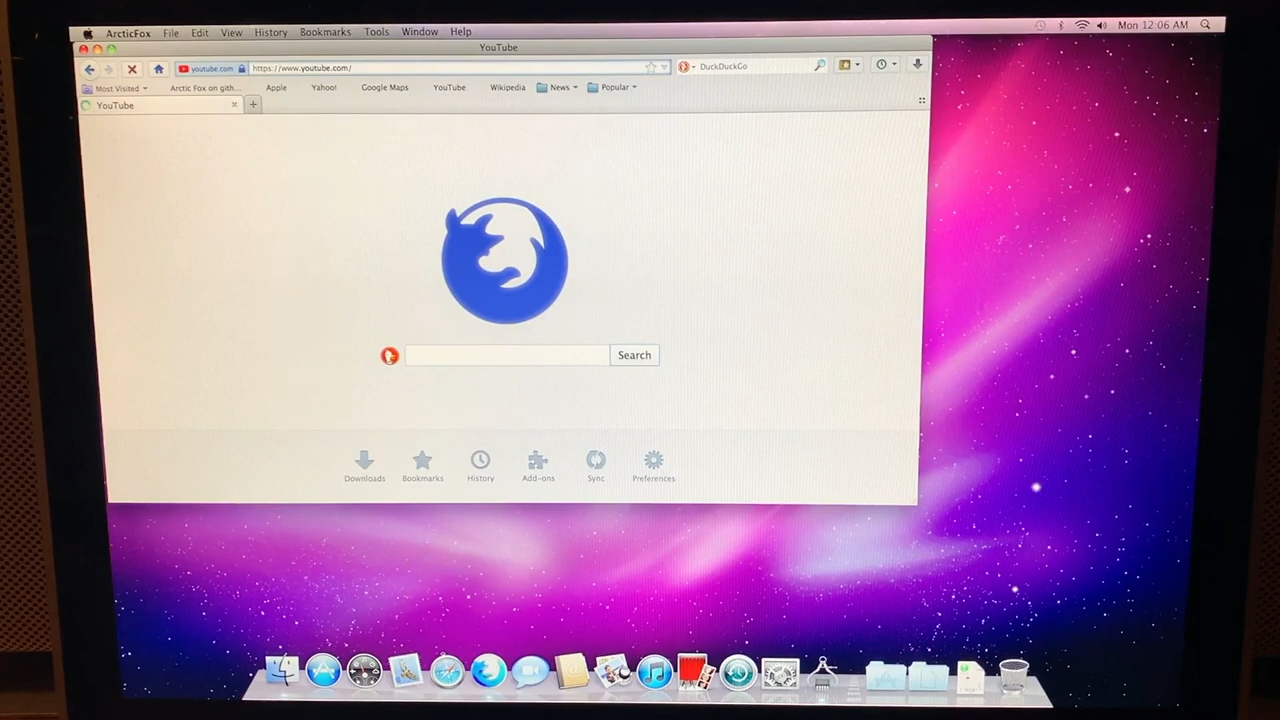 ArcticFox File Edit View History Bookmarks Tools Window Help Mon 12:06 AM
YouTube
youtube.com https://www.youtube.com/ DuckDuckGo
Most Visited Arctic Fox on gith... Apple Yahoo! Google Maps YouTube Wikipedia News Popular
YouTube
Search
Downloads Bookmarks History Add-ons Sync Preferences